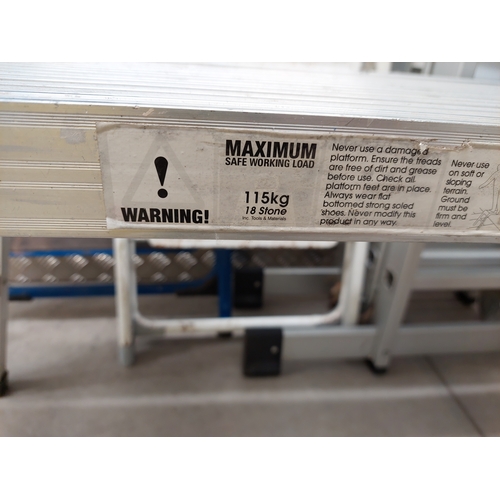 WARNING!
MAXIMUM
SAFE WORKING LOAD
115kg
18 Stone
Inc. Tools & Materials
Never use a damaged
platform. Ensure the treads
are free of dirt and grease
before use. Check all
platform feet are in place.
Always wear flat
bottomed strong soled
shoes. Never modify this
product in any way.
Never use
on soft or
sloping
terrain.
Ground
must be
firm and
level.